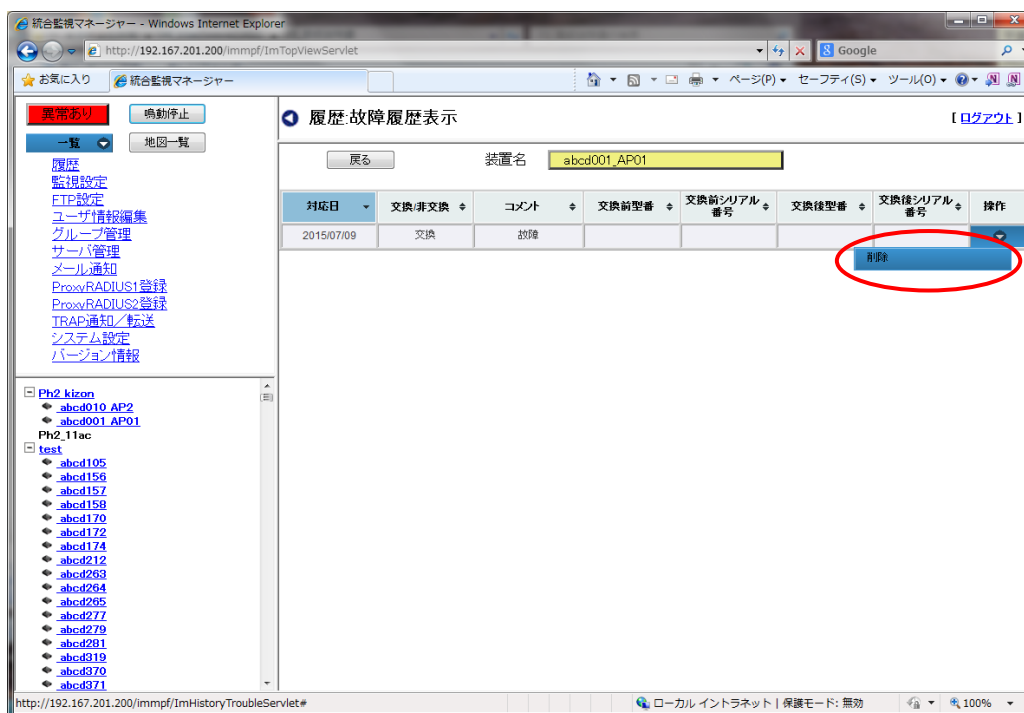 統合監視マネージャー - Windows Internet Explorer
http://192.167.201.200/immpf/ImTopViewServlet
Google
お気に入り
統合監視マネージャー
ページ(P) セーフティ(S) ツール(O)
異常あり 鳴動停止
一覧 地図一覧
履歴
監視設定
FTP設定
ユーザ情報編集
グループ管理
サーバ管理
メール通知
ProxyRADIUS1登録
ProxyRADIUS2登録
TRAP通知/転送
システム設定
バージョン情報
Ph2 kizon
abcd010 AP2
abcd001 AP01
Ph2_11ac
test
abcd105
abcd156
abcd157
abcd158
abcd170
abcd172
abcd174
abcd212
abcd263
abcd264
abcd265
abcd277
abcd279
abcd281
abcd319
abcd370
abcd371
履歴:故障履歴表示
[ ログアウト ]
戻る 装置名 abcd001_AP01
対応日 交換/非交換 コメント 交換前型番 交換前シリアル番号 交換後型番 交換後シリアル番号 操作
2015/07/09 交換 故障
削除
http://192.167.201.200/immpf/ImHistoryTroubleServlet#
ローカル イントラネット | 保護モード: 無効
100%